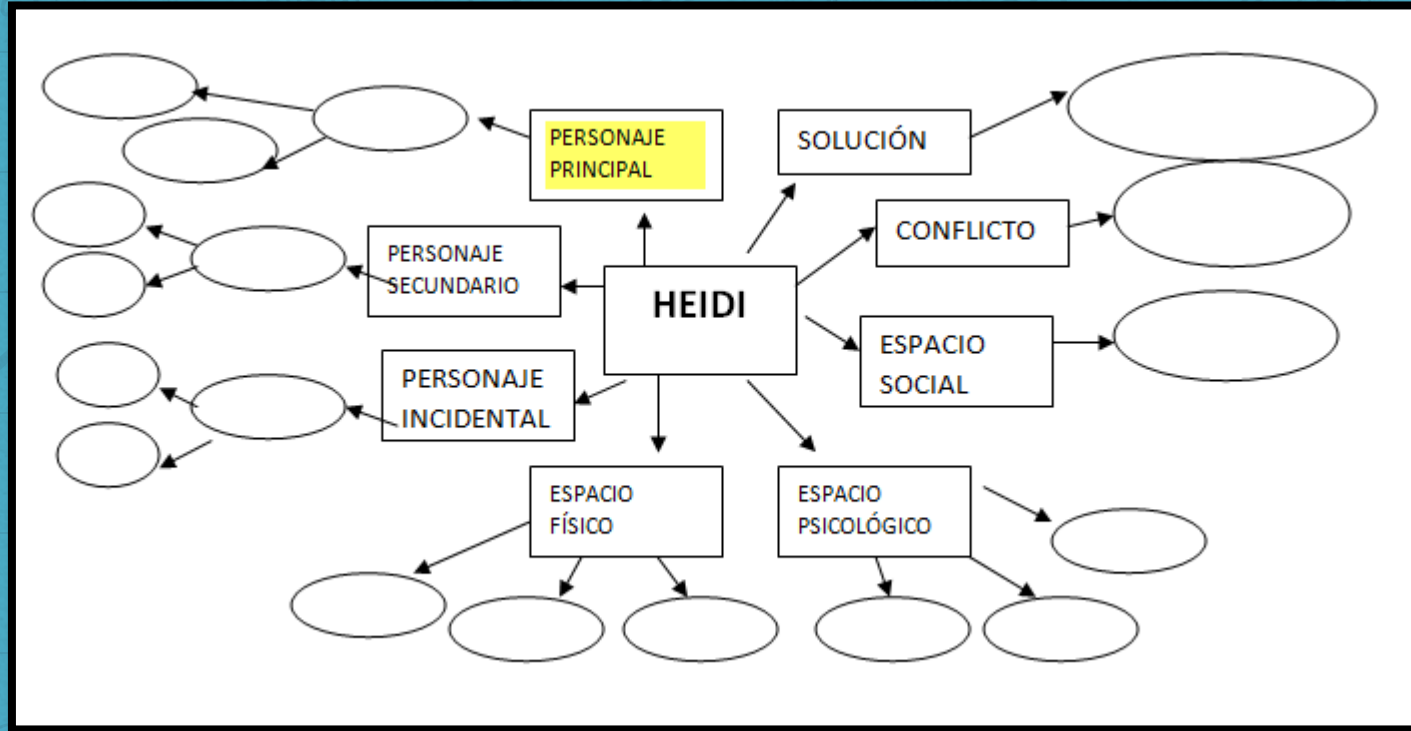 PERSONAJE
PRINCIPAL
SOLUCIÓN
PERSONAJE
SECUNDARIO
CONFLICTO
HEIDI
PERSONAJE
INCIDENTAL
ESPACIO
SOCIAL
ESPACIO
FÍSICO
ESPACIO
PSICOLÓGICO